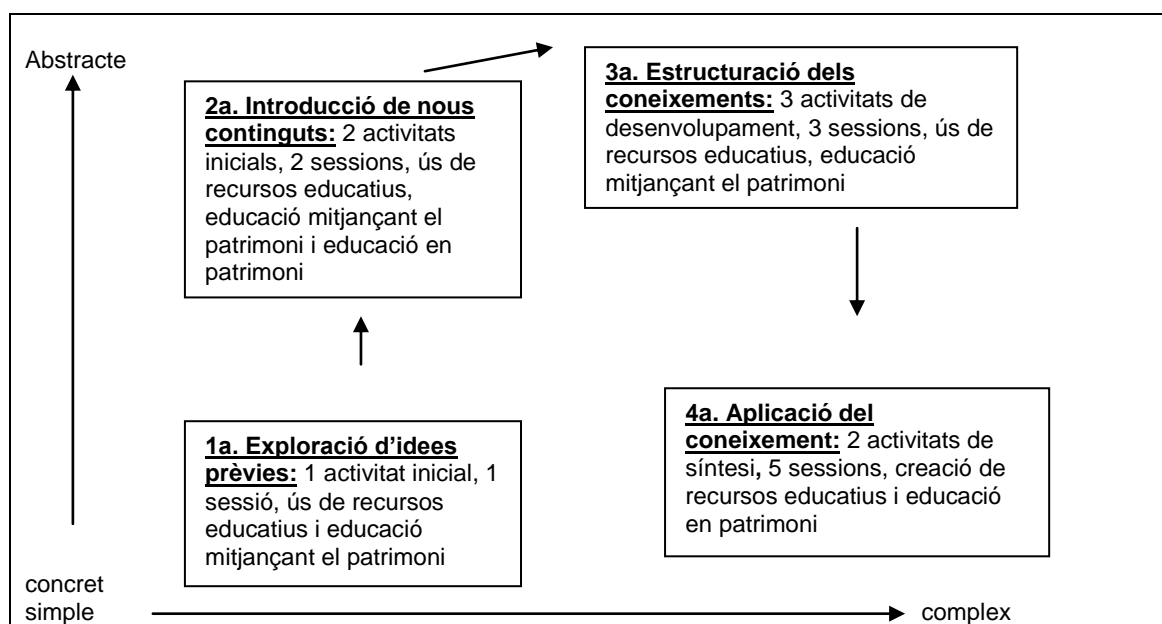 Abstracte
2a. Introducció de nous
continguts: 2 activitats
inicials, 2 sessions, ús de
recursos educatius,
educació mitjançant el
patrimoni i educació en
patrimoni
3a. Estructuració dels
coneixements: 3 activitats de
desenvolupament, 3 sessions, ús de
recursos educatius, educació
mitjançant el patrimoni
1a. Exploració d’idees
prèvies: 1 activitat inicial, 1
sessió, ús de recursos
educatius i educació
mitjançant el patrimoni
4a. Aplicació del
coneixement: 2 activitats de
síntesi, 5 sessions, creació de
recursos educatius i educació
en patrimoni
concret
simple
complex